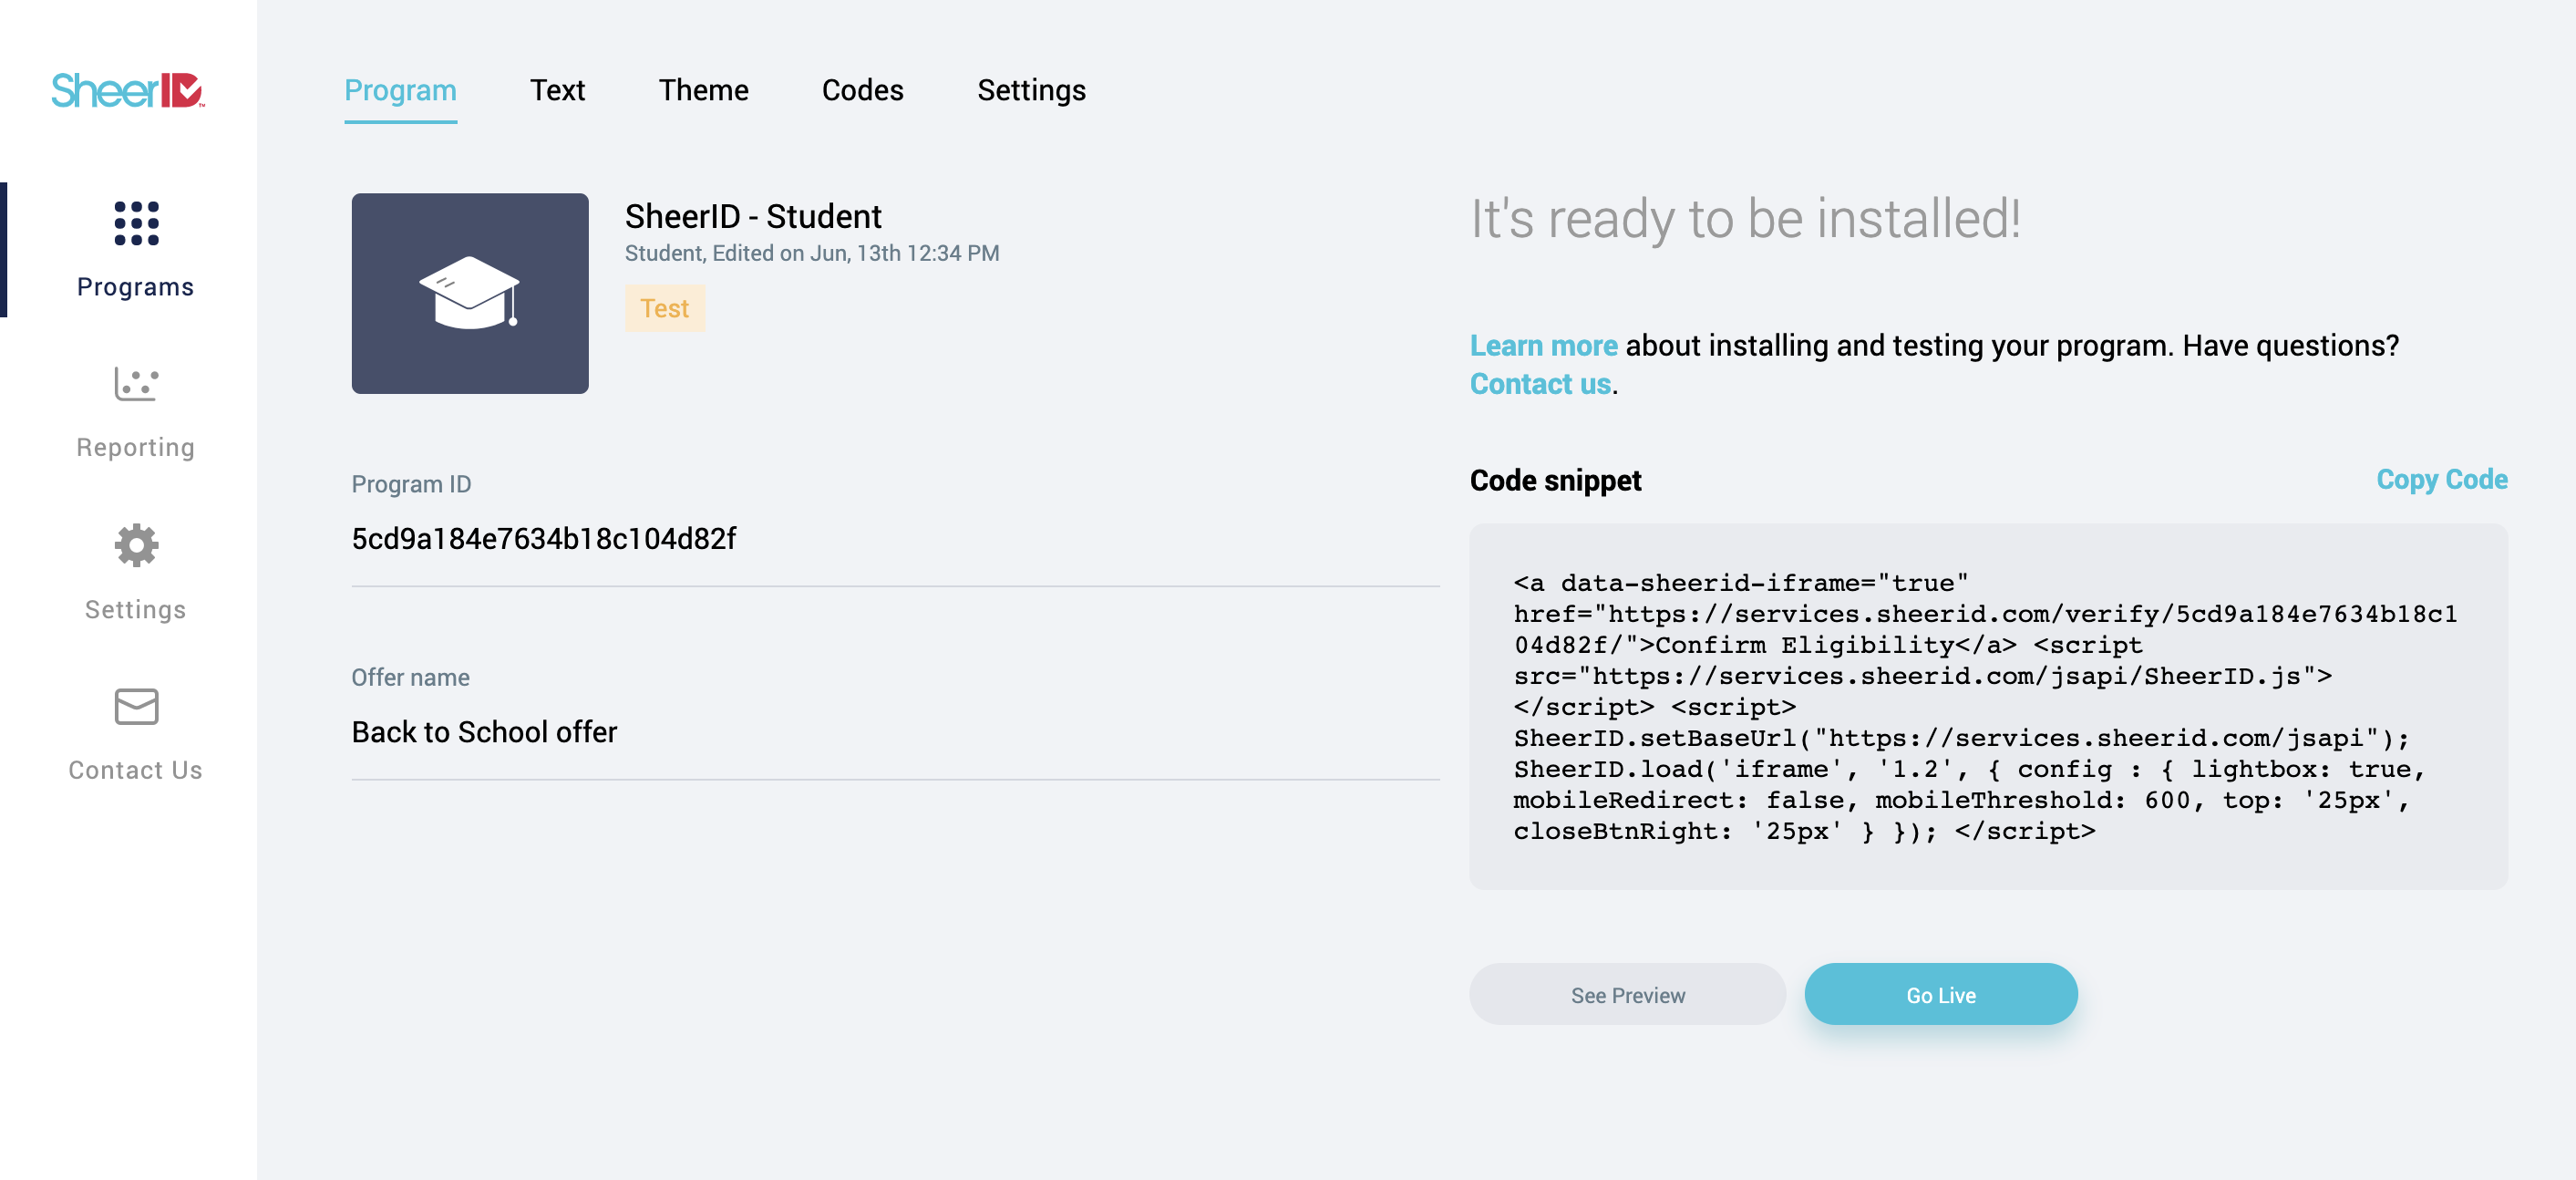 SheerID™
Programs
Reporting
Settings
Contact Us
Program
Text
Theme
Codes
Settings
SheerID - Student
Student, Edited on Jun, 13th 12:34 PM
Test
Program ID
5cd9a184e7634b18c104d82f
Offer name
Back to School offer
It's ready to be installed!
Learn more about installing and testing your program. Have questions?
Contact us.
Code snippet
Copy Code
<a data-sheerid-iframe="true"
href="https://services.sheerid.com/verify/5cd9a184e7634b18c1
04d82f/">Confirm Eligibility</a> <script
src="https://services.sheerid.com/jsapi/SheerID.js">
</script> <script>
SheerID.setBaseUrl("https://services.sheerid.com/jsapi");
SheerID.load('iframe', '1.2', { config : { lightbox: true,
mobileRedirect: false, mobileThreshold: 600, top: '25px',
closeBtnRight: '25px' } }); </script>
See Preview
Go Live